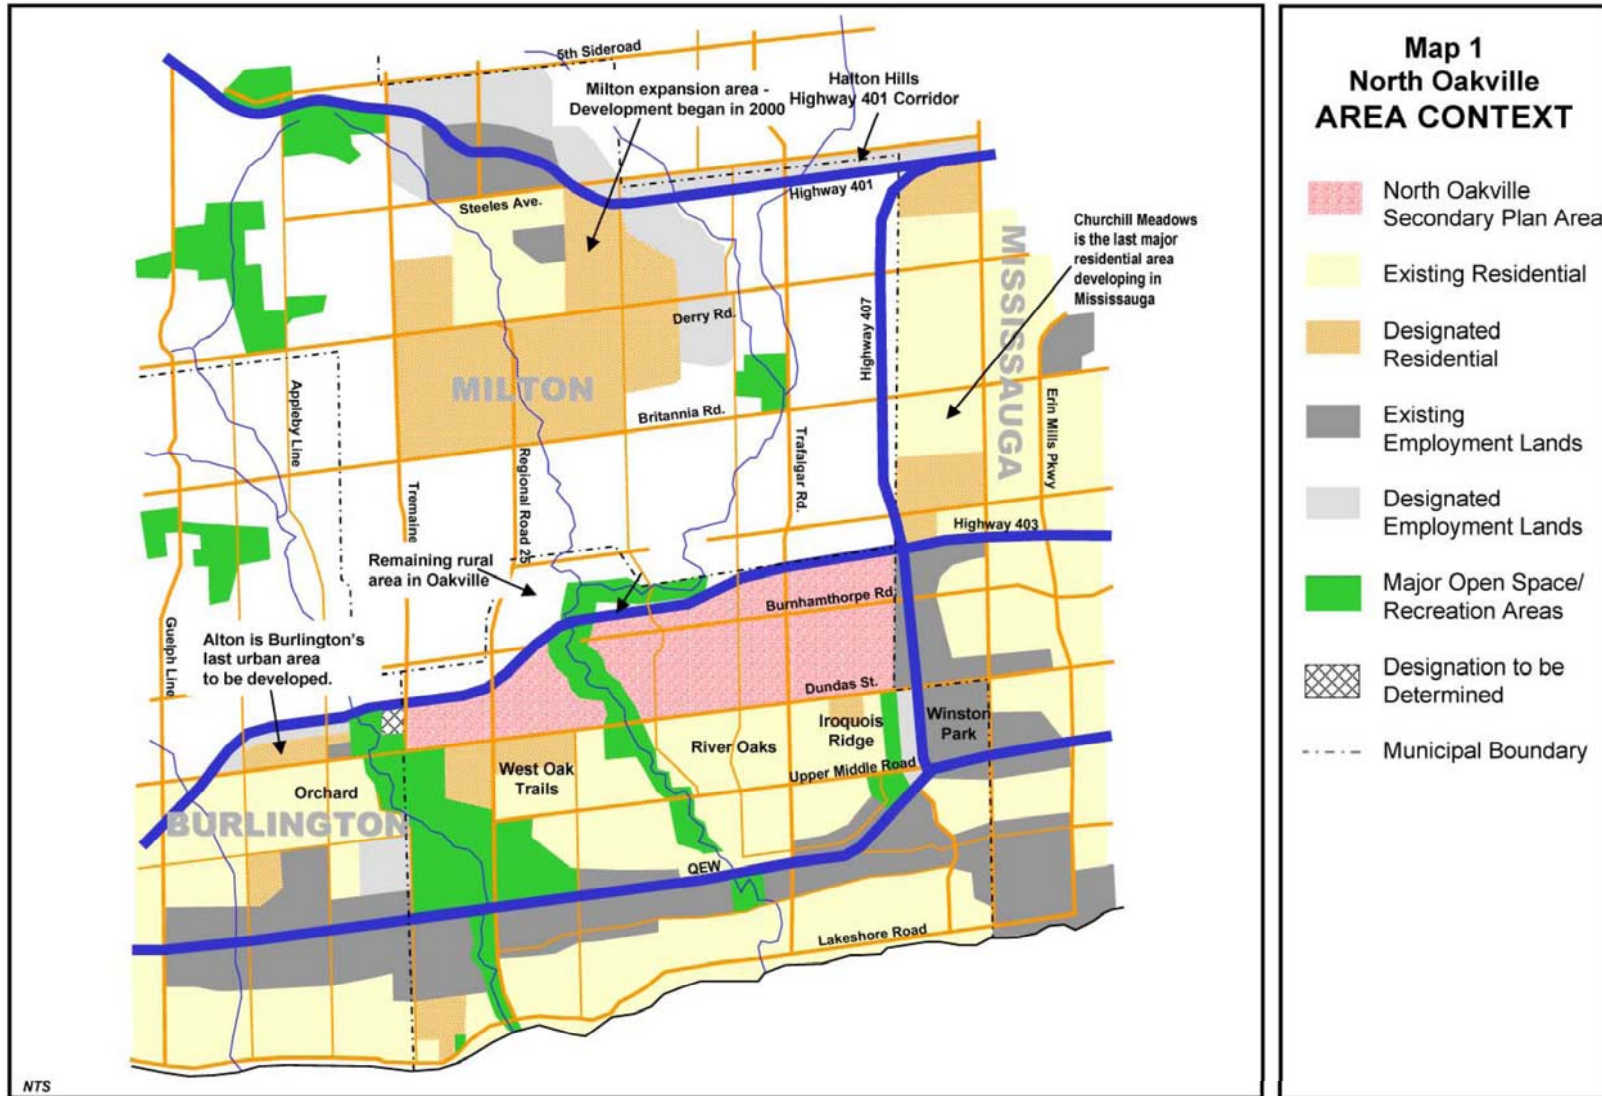 5th Sideroad
Milton expansion area -
Development began in 2000
Halton Hills
Highway 401 Corridor
Highway 401
Steeles Ave.
Churchill Meadows
is the last major
residential area
developing in
Mississauga
MISSISSAUGA
Highway 407
Derry Rd.
MILTON
Appleby Line
Britannia Rd.
Erin Mills Pkwy
Trafalgar Rd.
Regional Road 25
Tremaine
Highway 403
Remaining rural
area in Oakville
Burnhamthorpe Rd.
Guelph Line
Alton is Burlington's
last urban area
to be developed.
Dundas St.
Iroquois
Ridge
Winston
Park
River Oaks
West Oak
Trails
Upper Middle Road
Orchard
BURLINGTON
QEW
Lakeshore Road
NTS
Map 1
North Oakville
AREA CONTEXT
North Oakville
Secondary Plan Area
Existing Residential
Designated
Residential
Existing
Employment Lands
Designated
Employment Lands
Major Open Space/
Recreation Areas
Designation to be
Determined
Municipal Boundary